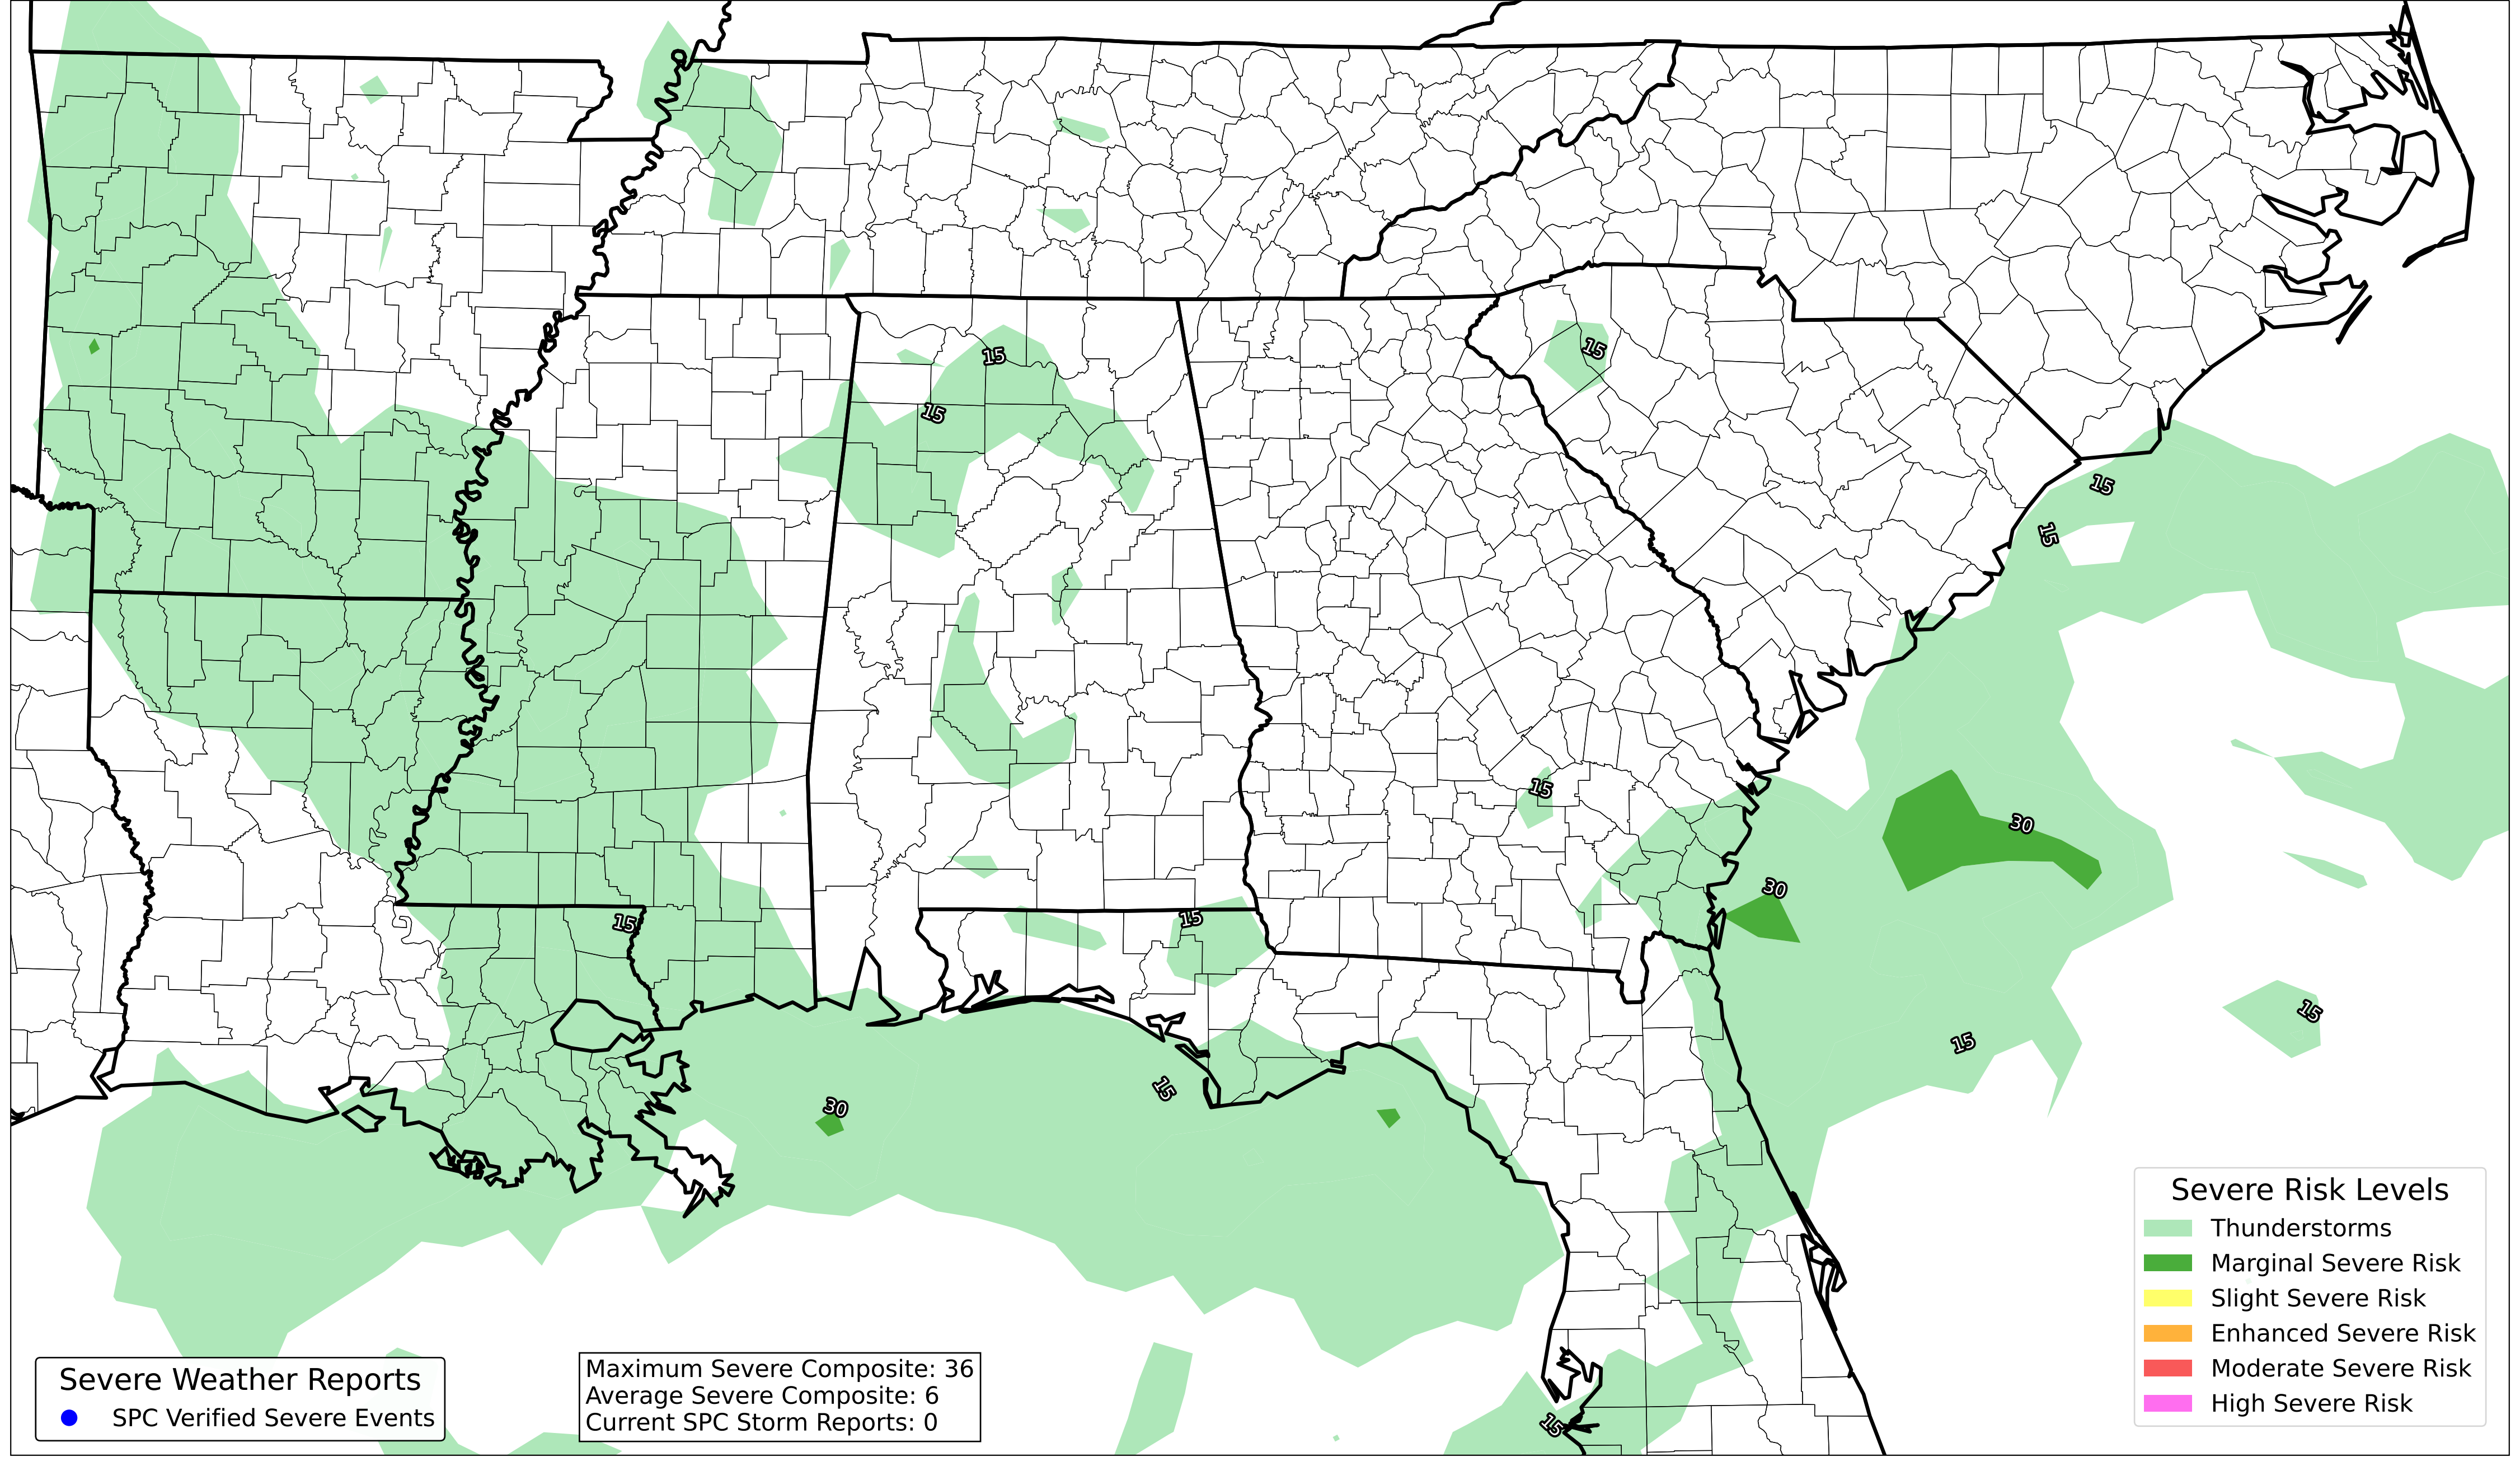 15
15
15
15
15
15
30
30
15
15
15
15
15
30
15
15
Severe Risk Levels
Thunderstorms
Marginal Severe Risk
Slight Severe Risk
Enhanced Severe Risk
Moderate Severe Risk
High Severe Risk
Severe Weather Reports
SPC Verified Severe Events
Maximum Severe Composite: 36
Average Severe Composite: 6
Current SPC Storm Reports: 0